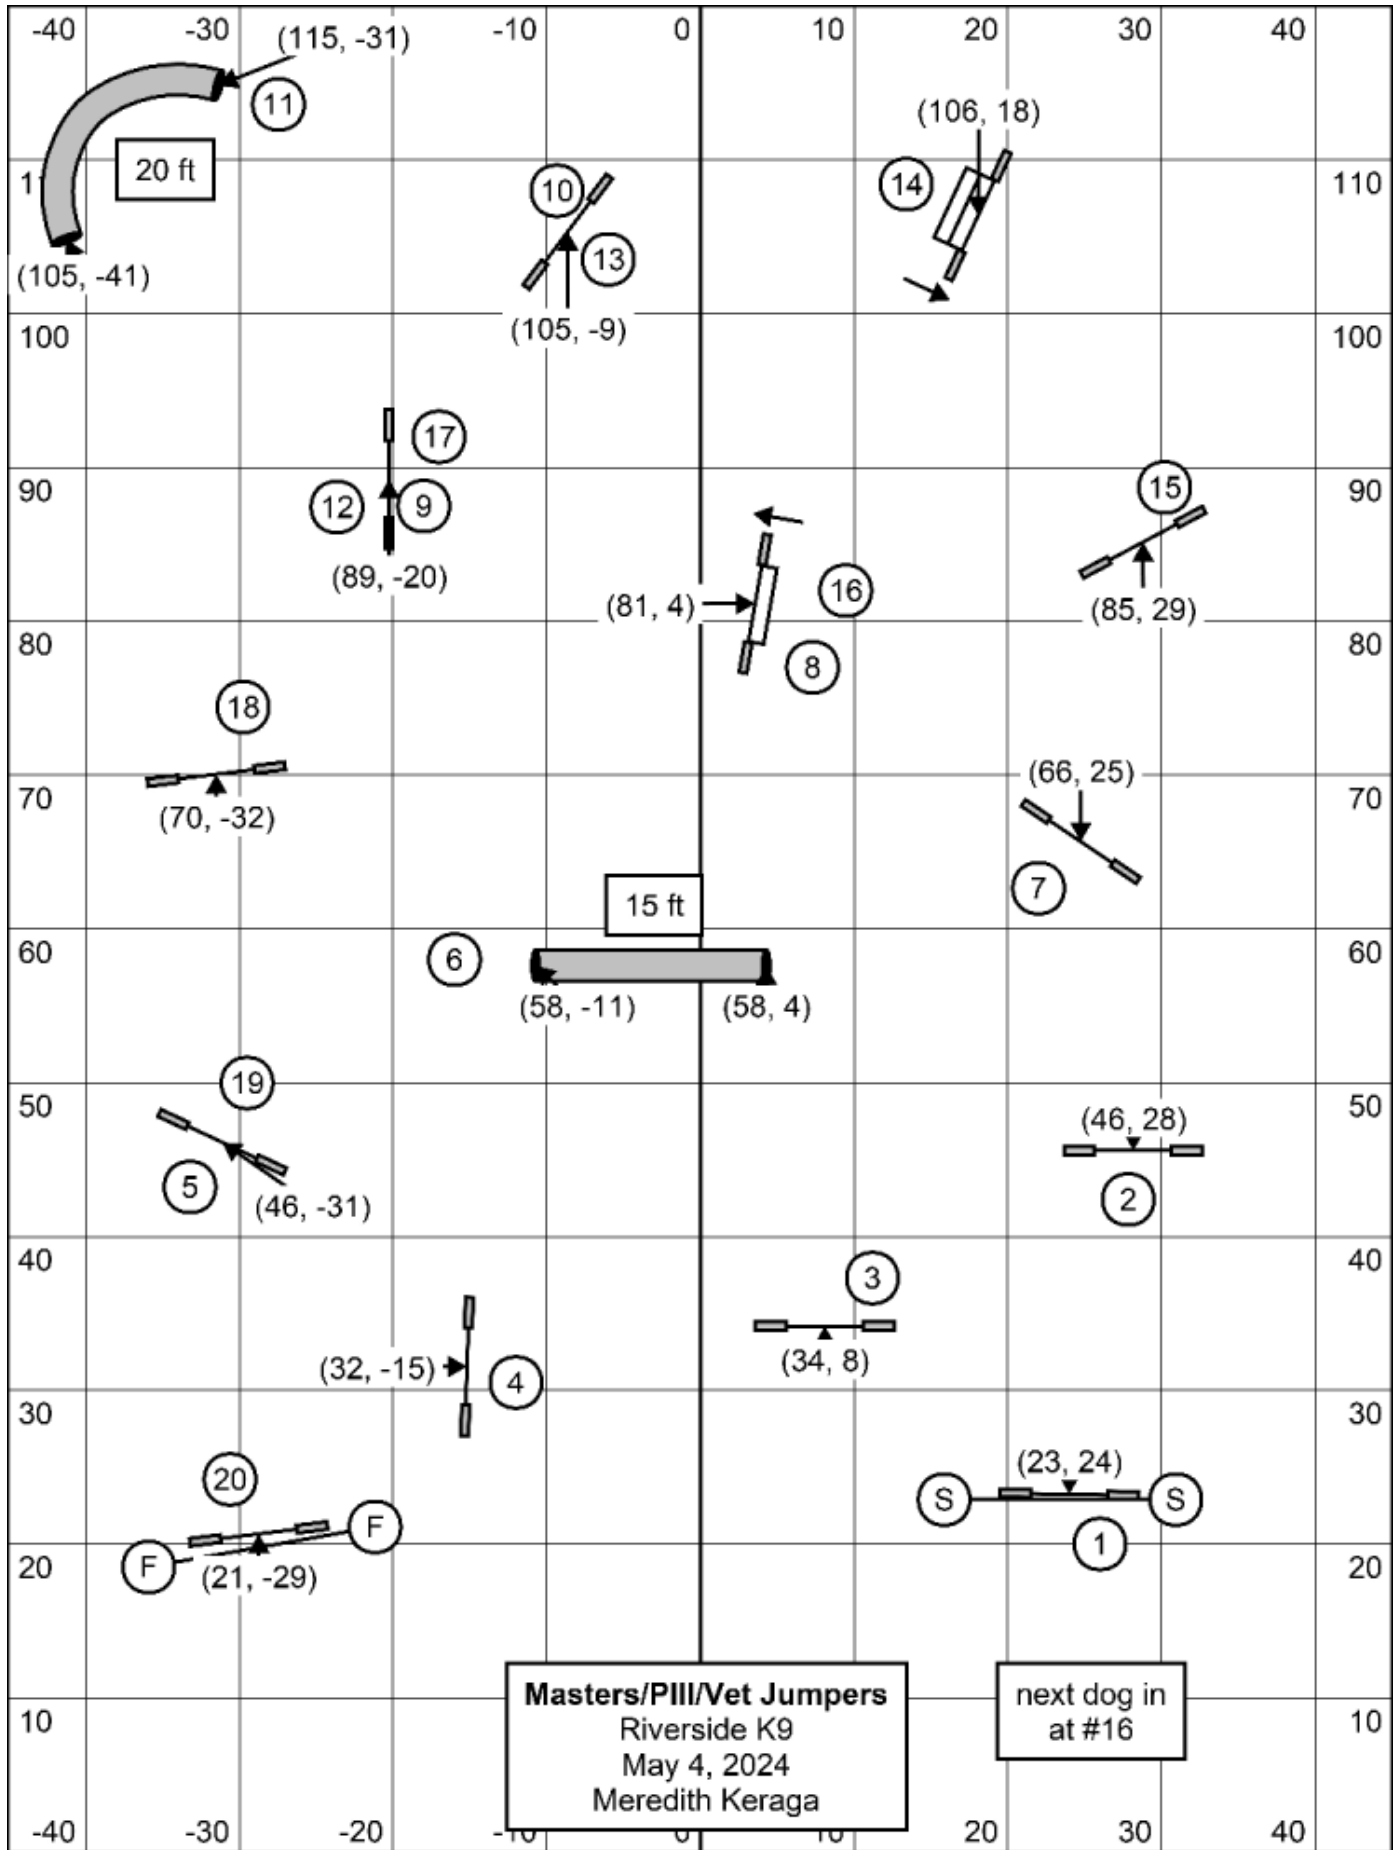 -40 -30 -10 0 10 20 30 40
(115, -31)
11
20 ft
(106, 18)
14
10
110
13
(105, -41)
(105, -9)
100 100
17
12 9
90 15 90
(89, -20)
16
(81, 4)
(85, 29)
80 80
8
18
(66, 25)
70 70
(70, -32)
7
15 ft
60 6 60
(58, -11) (58, 4)
19
50 50
(46, 28)
5
2
(46, -31)
40 40
3
(34, 8)
(32, -15)
4
30 30
(23, 24)
20
S S
F
1
F
20 20
(21, -29)
Masters/PIII/Vet Jumpers
Riverside K9
May 4, 2024
Meredith Keraga
next dog in
at #16
10 10
-40 -30 -20 -10 0 10 20 30 40